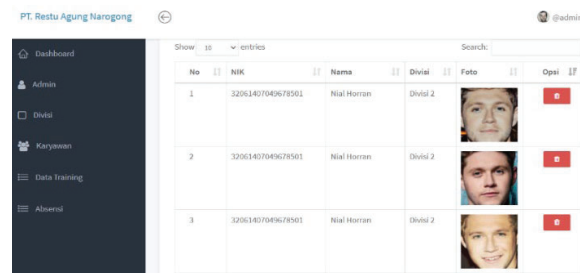 PT. Restu Agung Narogong
@admin
Dashboard
Admin
Divisi
Karyawan
Data Training
Absensi
Show 10 entries
Search:
No NIK Nama Divisi Foto Opsi
1 32061407049678501 Nial Horran Divisi 2
2 32061407049678501 Nial Horran Divisi 2
3 32061407049678501 Nial Horran Divisi 2